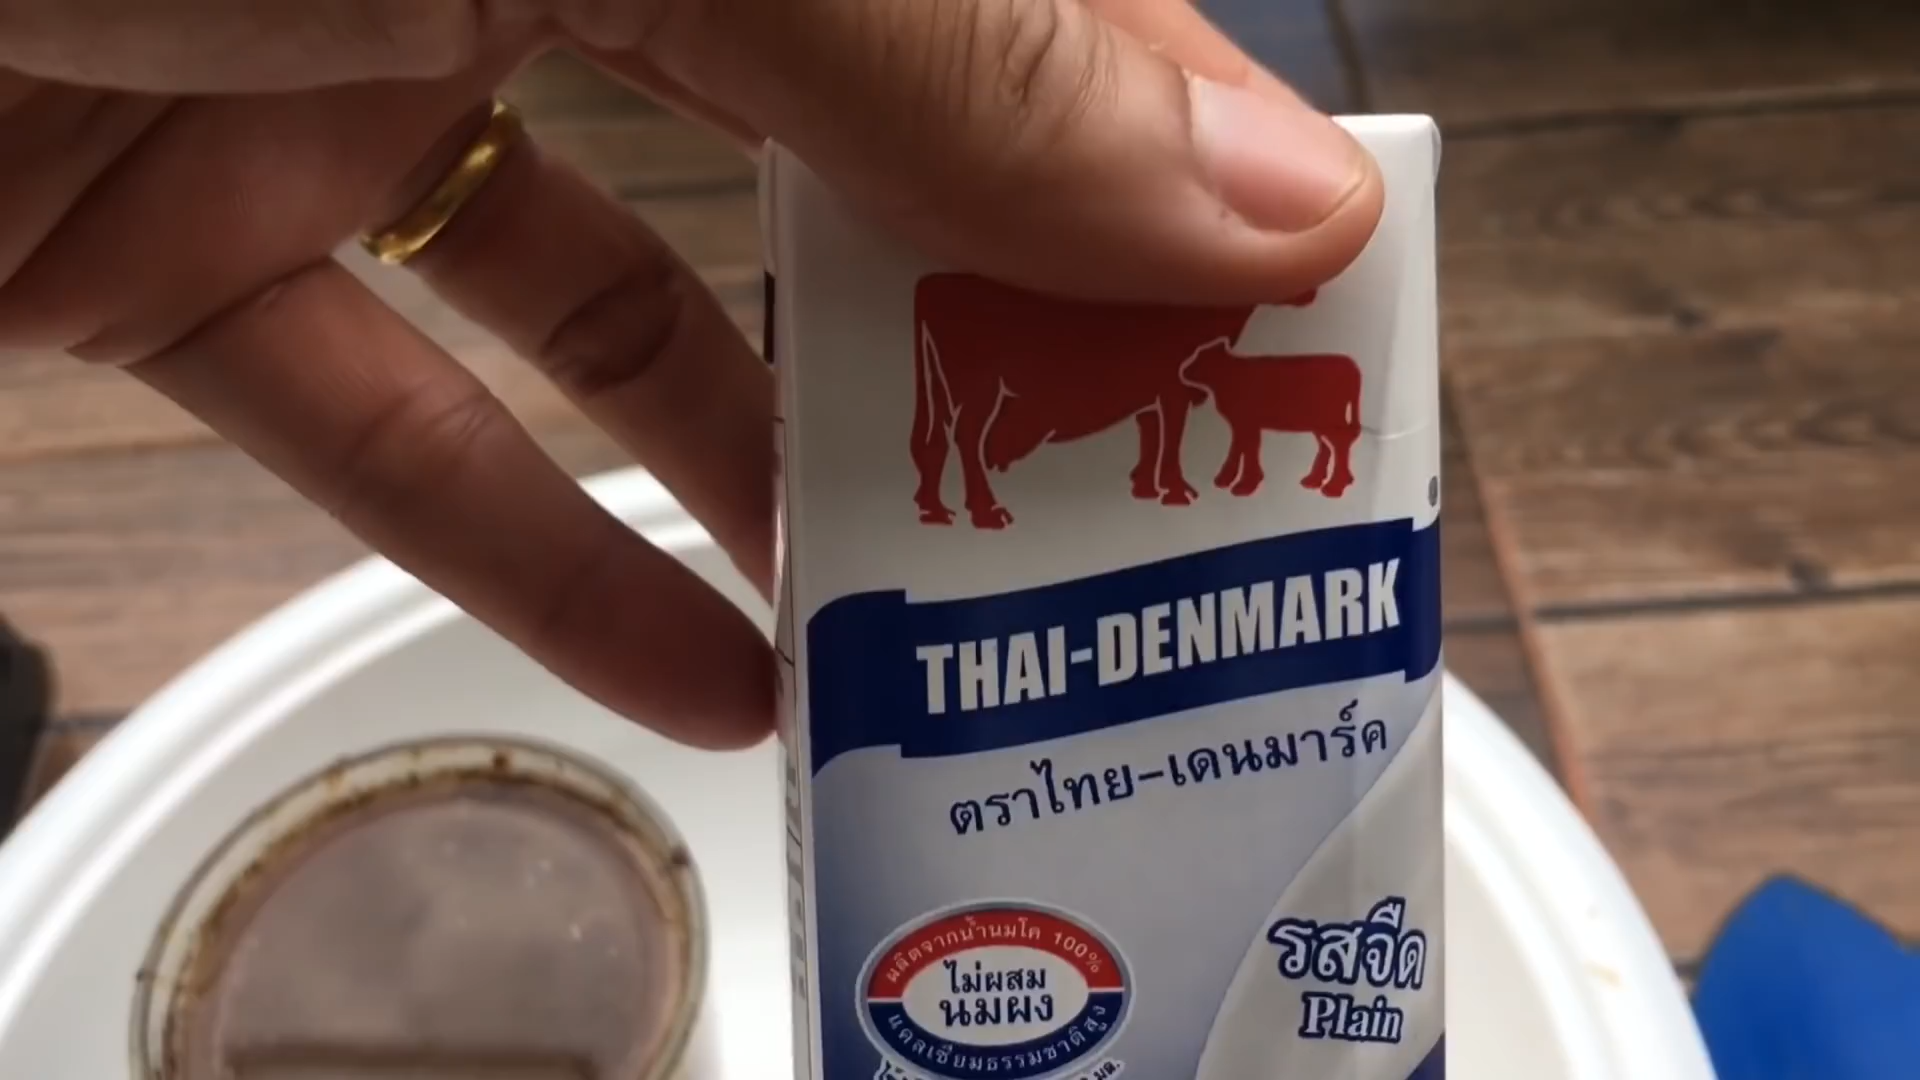 THAI-DENMARK
ตราไทย-เดนมาร์ค
ผลิตจากน้ำนมโค 100%
ไม่ผสม
นมผง
แคลเซียมธรรมชาติสูง
รสจืด
Plain